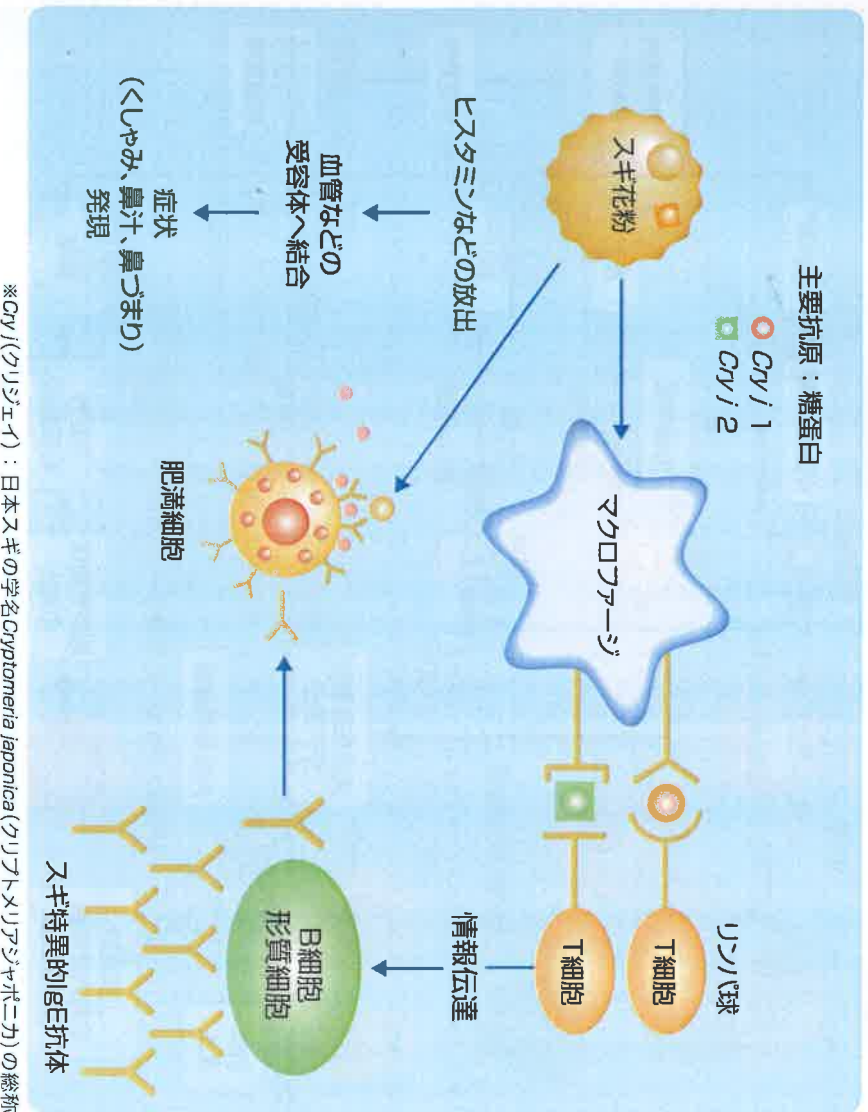 主要抗原：糖蛋白
Cry j 1
Cry j 2
スギ花粉
マクロファージ
リンパ球
T細胞
T細胞
情報伝達
B細胞
形質細胞
スギ特異的IgE抗体
肥満細胞
ヒスタミンなどの放出
血管などの
受容体へ結合
症状
(くしゃみ、鼻汁、鼻づまり)
発現
※Cry j(クリジェイ)：日本スギの学名Cryptomeria japonica(クリプトメリアジャポニカ)の総称